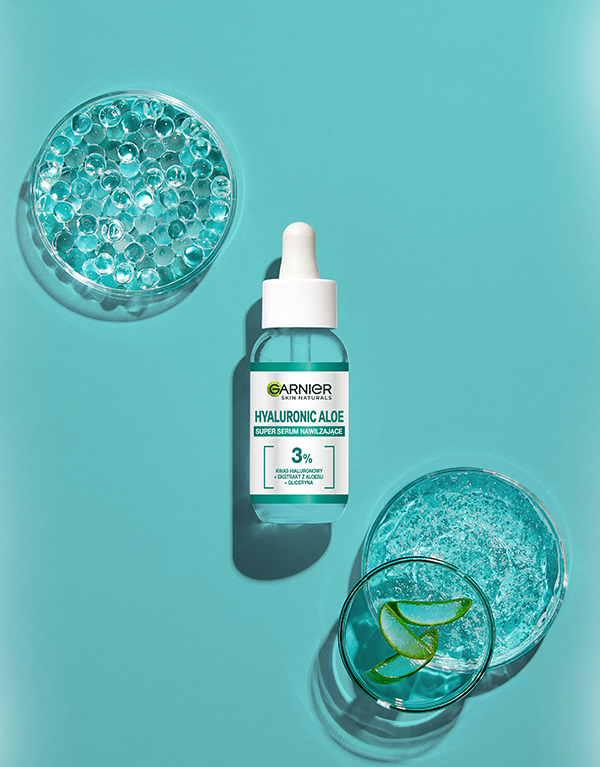 GARNIER
SKIN NATURALS
HYALURONIC ALOE
SUPER SERUM NAWILŻAJĄCE
3%
KWAS HIALURONOWY
+ EKSTRAKT Z ALOESU
+ GLICERYNA